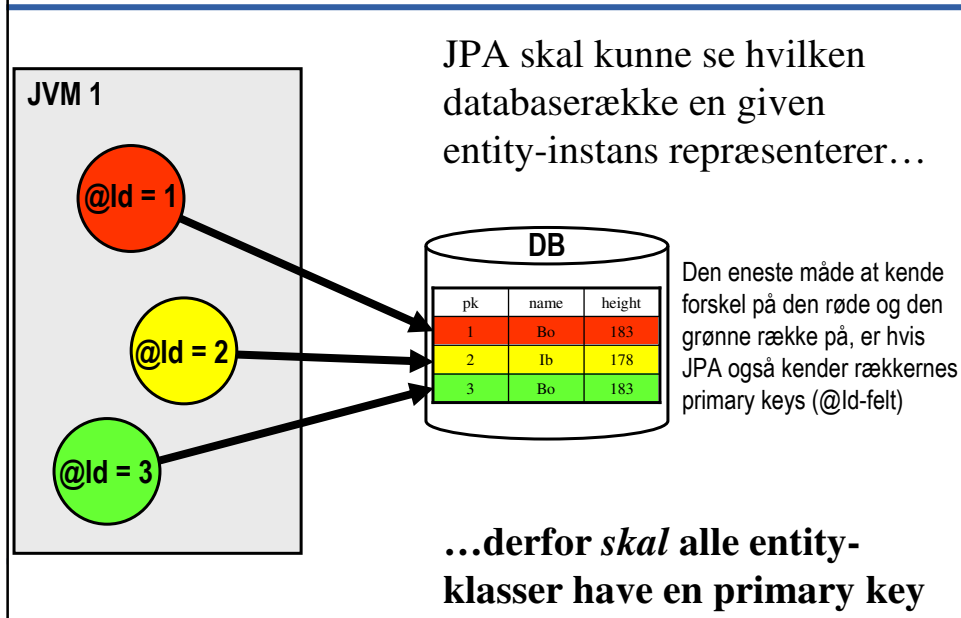 JPA skal kunne se hvilken
databaserække en given
entity-instans repræsenterer…
JVM 1
@Id = 1
@Id = 2
@Id = 3
DB
pk name height
1 Bo 183
2 Ib 178
3 Bo 183
Den eneste måde at kende
forskel på den røde og den
grønne række på, er hvis
JPA også kender rækkernes
primary keys (@Id-felt)
…derfor skal alle entity-
klasser have en primary key